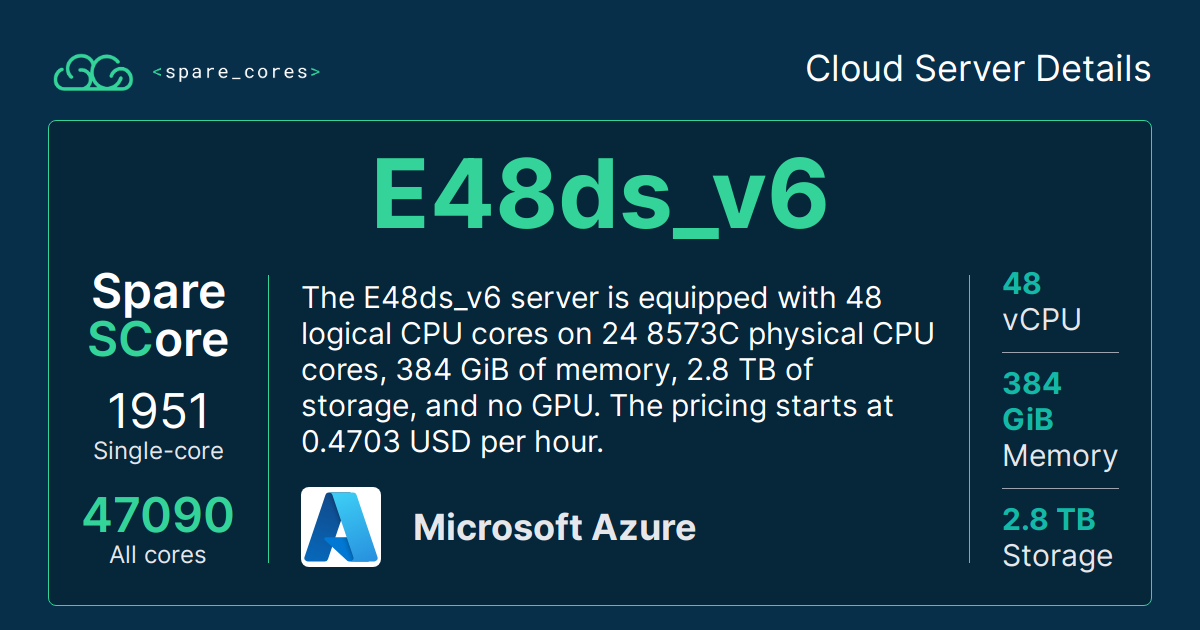 <spare_cores>
Cloud Server Details
E48ds_v6
Spare
SCore
1951
Single-core
47090
All cores
The E48ds_v6 server is equipped with 48
logical CPU cores on 24 8573C physical CPU
cores, 384 GiB of memory, 2.8 TB of
storage, and no GPU. The pricing starts at
0.4703 USD per hour.
Microsoft Azure
48
vCPU
384
GiB
Memory
2.8 TB
Storage